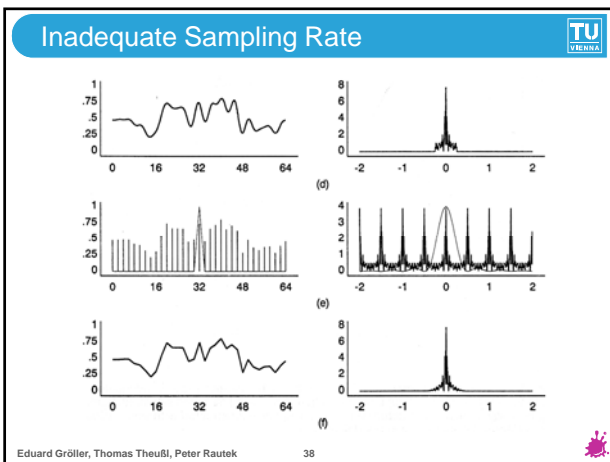 Inadequate Sampling Rate
TU
VIENNA
1
.75
.5
.25
0
0 16 32 48 64
8
6
4
2
0
-2 -1 0 1 2
(d)
1
.75
.5
.25
0
0 16 32 48 64
4
3
2
1
0
-2 -1 0 1 2
(e)
1
.75
.5
.25
0
0 16 32 48 64
8
6
4
2
0
-2 -1 0 1 2
(f)
Eduard Gröller, Thomas Theußl, Peter Rautek 38